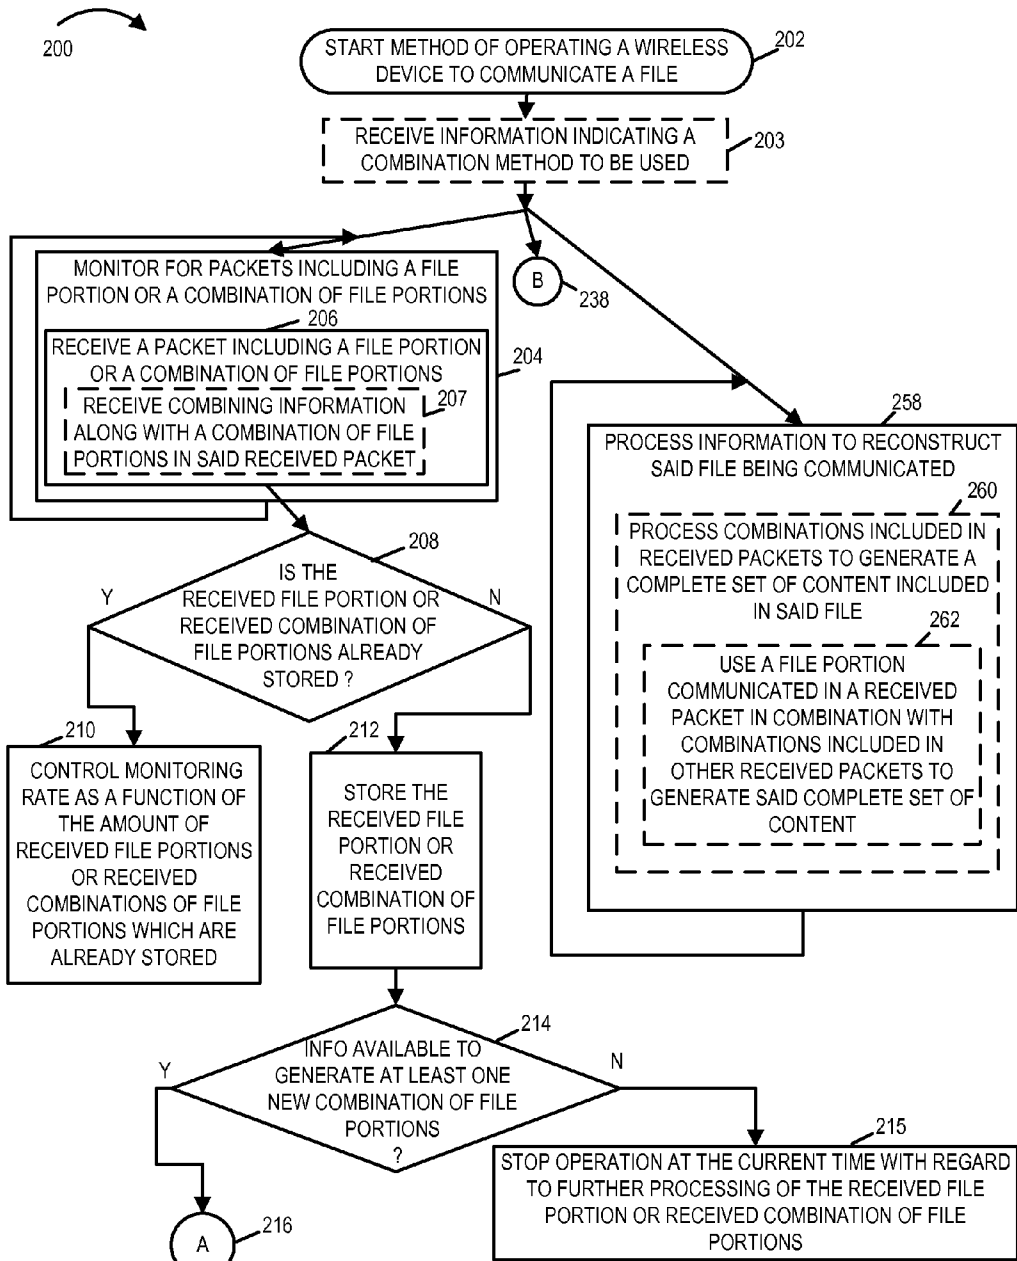 200
START METHOD OF OPERATING A WIRELESS
DEVICE TO COMMUNICATE A FILE
202
RECEIVE INFORMATION INDICATING A
COMBINATION METHOD TO BE USED
203
MONITOR FOR PACKETS INCLUDING A FILE
PORTION OR A COMBINATION OF FILE PORTIONS
206
RECEIVE A PACKET INCLUDING A FILE PORTION
OR A COMBINATION OF FILE PORTIONS
204
RECEIVE COMBINING INFORMATION
ALONG WITH A COMBINATION OF FILE
PORTIONS IN SAID RECEIVED PACKET
207
B
238
258
PROCESS INFORMATION TO RECONSTRUCT
SAID FILE BEING COMMUNICATED
260
PROCESS COMBINATIONS INCLUDED IN
RECEIVED PACKETS TO GENERATE A
COMPLETE SET OF CONTENT INCLUDED
IN SAID FILE
262
USE A FILE PORTION
COMMUNICATED IN A RECEIVED
PACKET IN COMBINATION WITH
COMBINATIONS INCLUDED IN
OTHER RECEIVED PACKETS TO
GENERATE SAID COMPLETE SET OF
CONTENT
208
IS THE
RECEIVED FILE PORTION OR
RECEIVED COMBINATION OF
FILE PORTIONS ALREADY
STORED ?
Y
N
210
CONTROL MONITORING
RATE AS A FUNCTION OF
THE AMOUNT OF
RECEIVED FILE PORTIONS
OR RECEIVED
COMBINATIONS OF FILE
PORTIONS WHICH ARE
ALREADY STORED
212
STORE THE
RECEIVED FILE
PORTION OR
RECEIVED
COMBINATION OF
FILE PORTIONS
214
INFO AVAILABLE TO
GENERATE AT LEAST ONE
NEW COMBINATION OF FILE
PORTIONS
?
Y
N
215
STOP OPERATION AT THE CURRENT TIME WITH REGARD
TO FURTHER PROCESSING OF THE RECEIVED FILE
PORTION OR RECEIVED COMBINATION OF FILE
PORTIONS
A
216